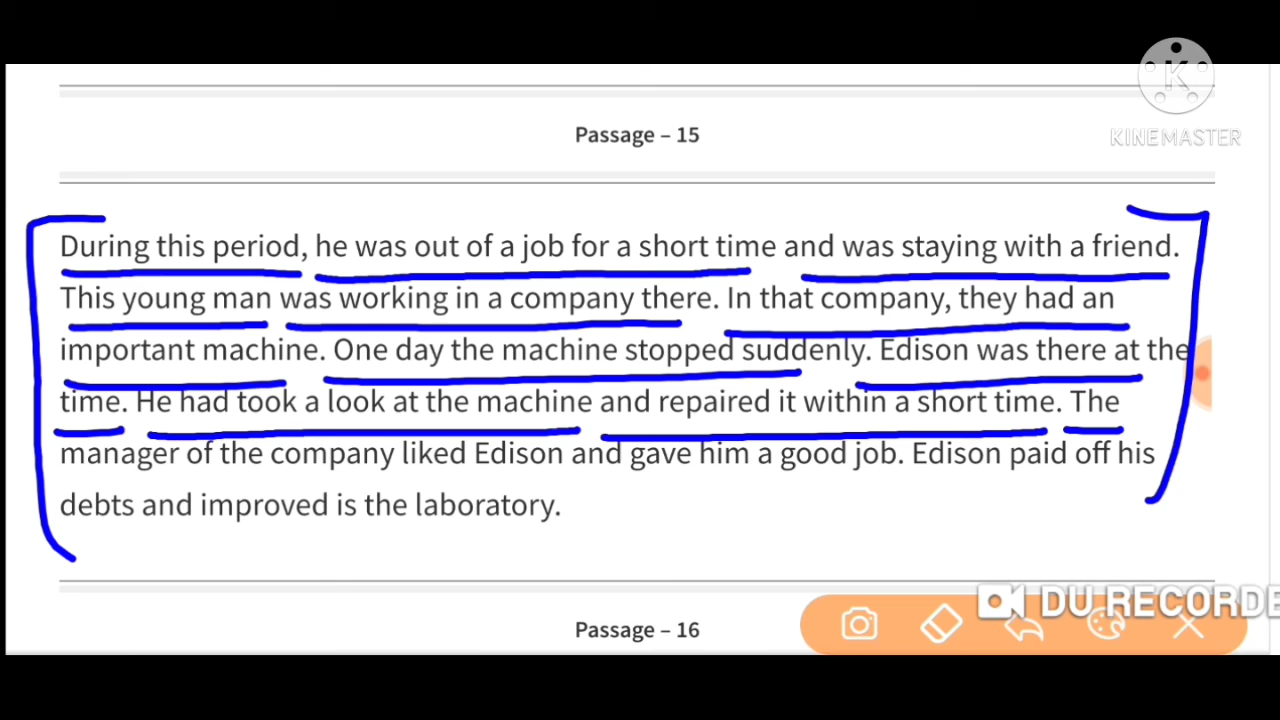 K
KINEMASTER
Passage – 15
During this period, he was out of a job for a short time and was staying with a friend.
This young man was working in a company there. In that company, they had an
important machine. One day the machine stopped suddenly. Edison was there at the
time. He had took a look at the machine and repaired it within a short time. The
manager of the company liked Edison and gave him a good job. Edison paid off his
debts and improved is the laboratory.
DU RECORDE
Passage – 16